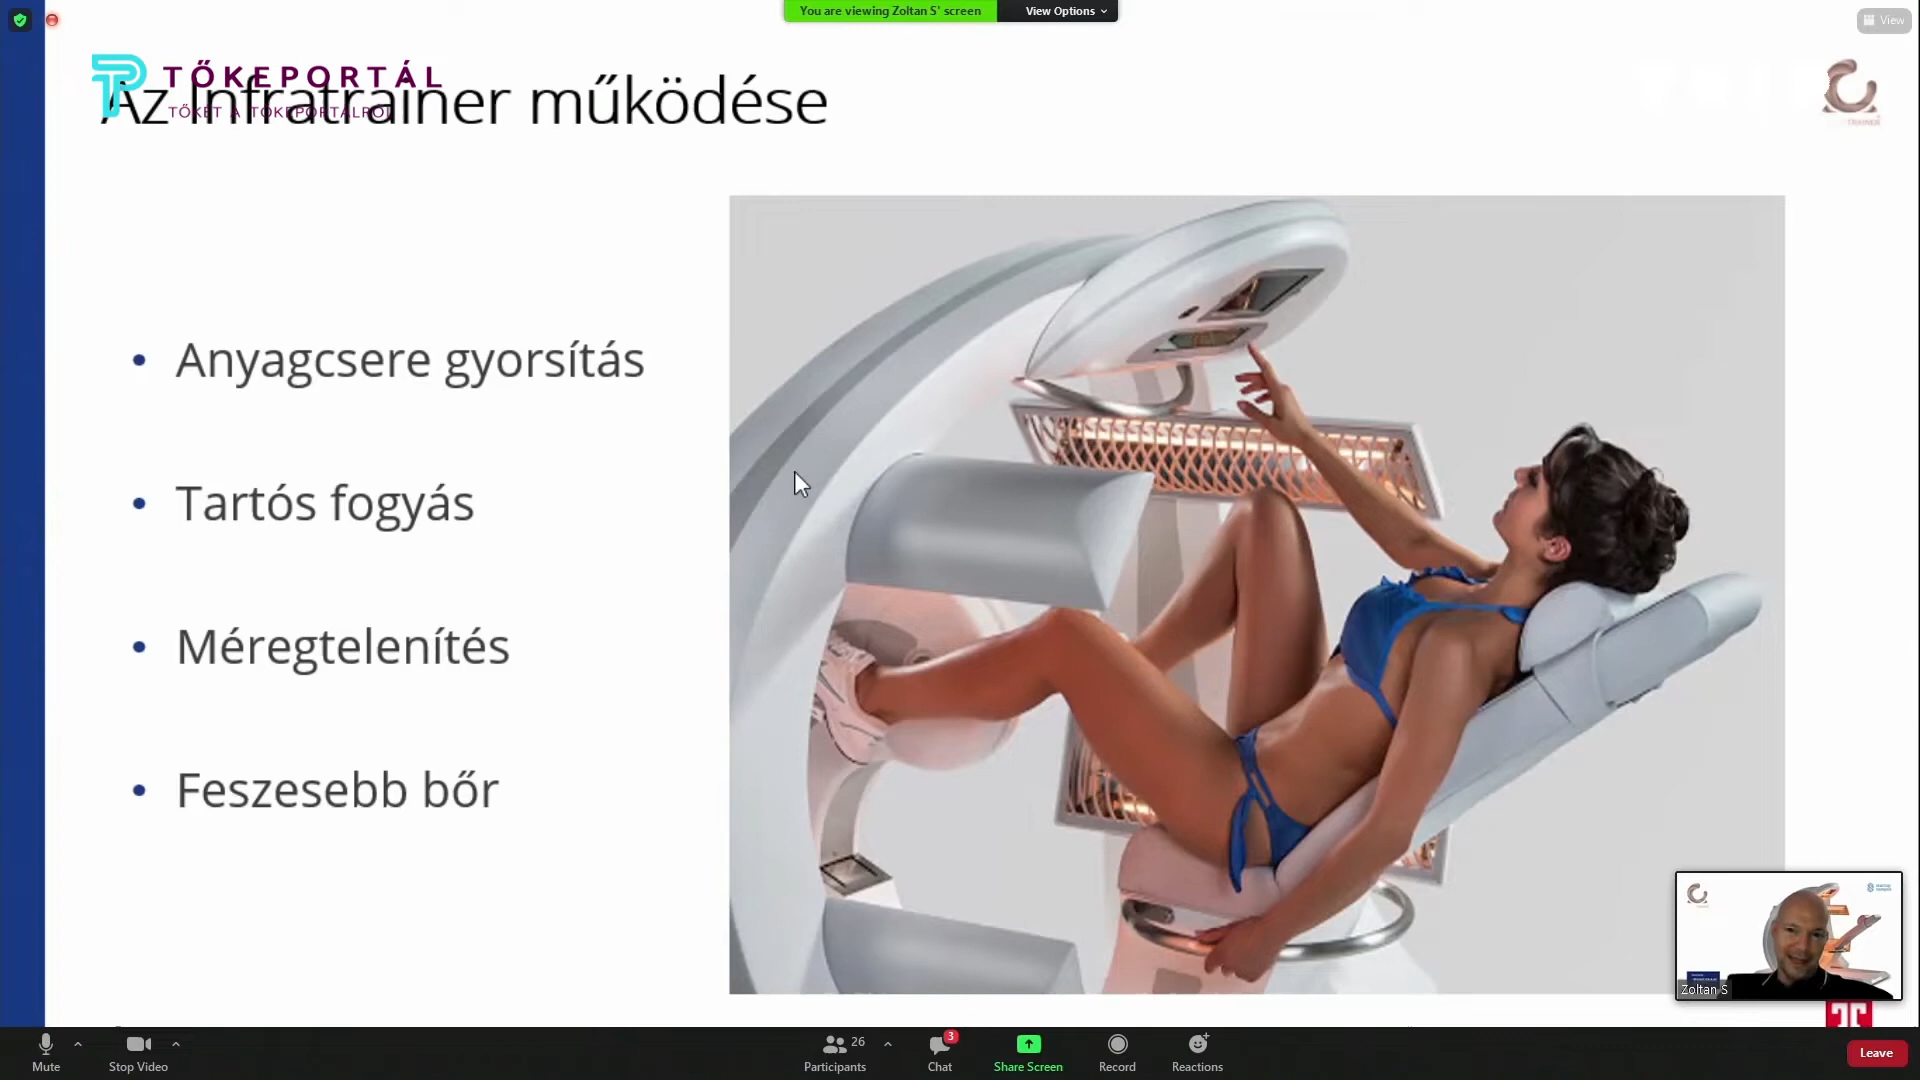 You are viewing Zoltan S' screen
View Options
View
TŐKEPORTÁL
TŐKÉT A TŐKEPORTÁLRÓL
Az Infratrainer működése
TRAINER
Anyagcsere gyorsítás
Tartós fogyás
Méregtelenítés
Feszesebb bőr
Zoltan S
Mute
Stop Video
26
Participants
3
Chat
Share Screen
Record
Reactions
Leave